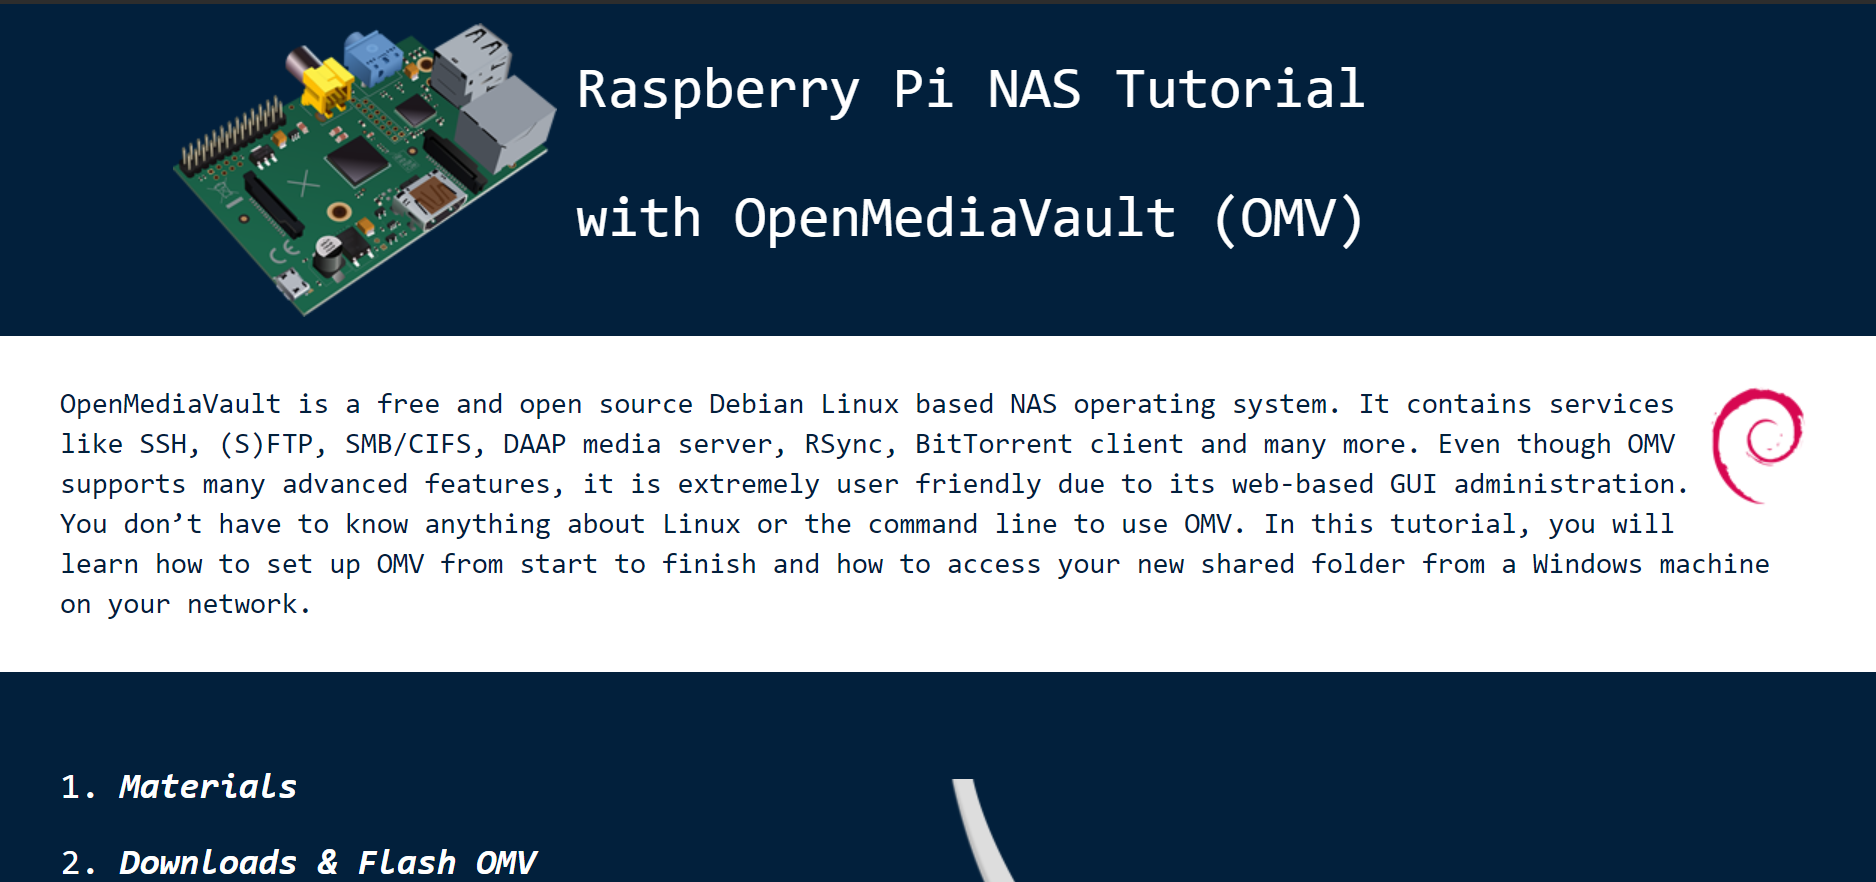 Raspberry Pi NAS Tutorial
with OpenMediaVault (OMV)
OpenMediaVault is a free and open source Debian Linux based NAS operating system. It contains services
like SSH, (S)FTP, SMB/CIFS, DAAP media server, RSync, BitTorrent client and many more. Even though OMV
supports many advanced features, it is extremely user friendly due to its web-based GUI administration.
You don’t have to know anything about Linux or the command line to use OMV. In this tutorial, you will
learn how to set up OMV from start to finish and how to access your new shared folder from a Windows machine
on your network.
1. Materials
2. Downloads & Flash OMV